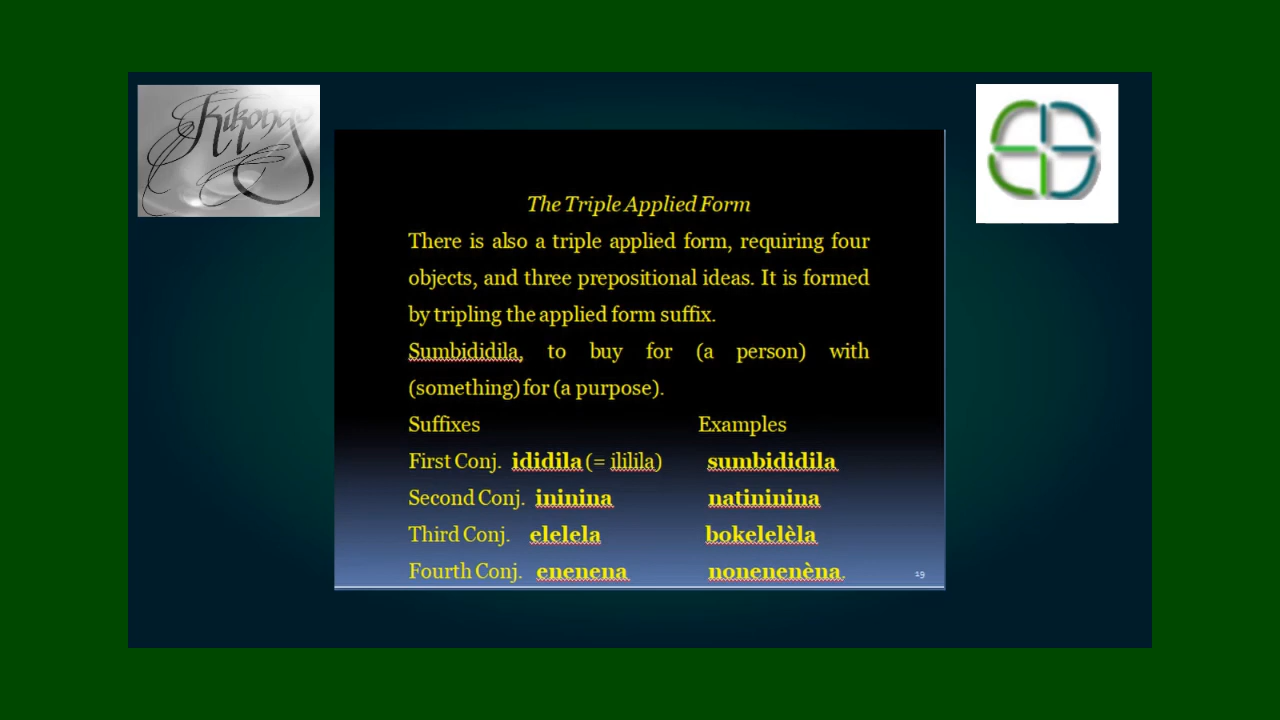 Kikongo
The Triple Applied Form
There is also a triple applied form, requiring four
objects, and three prepositional ideas. It is formed
by tripling the applied form suffix.
Sumbididila, to buy for (a person) with
(something) for (a purpose).
Suffixes Examples
First Conj. ididila (= ililila) sumbididila
Second Conj. ininina natininina
Third Conj. elelela bokelelèla
Fourth Conj. enenena nonenenèna.
19